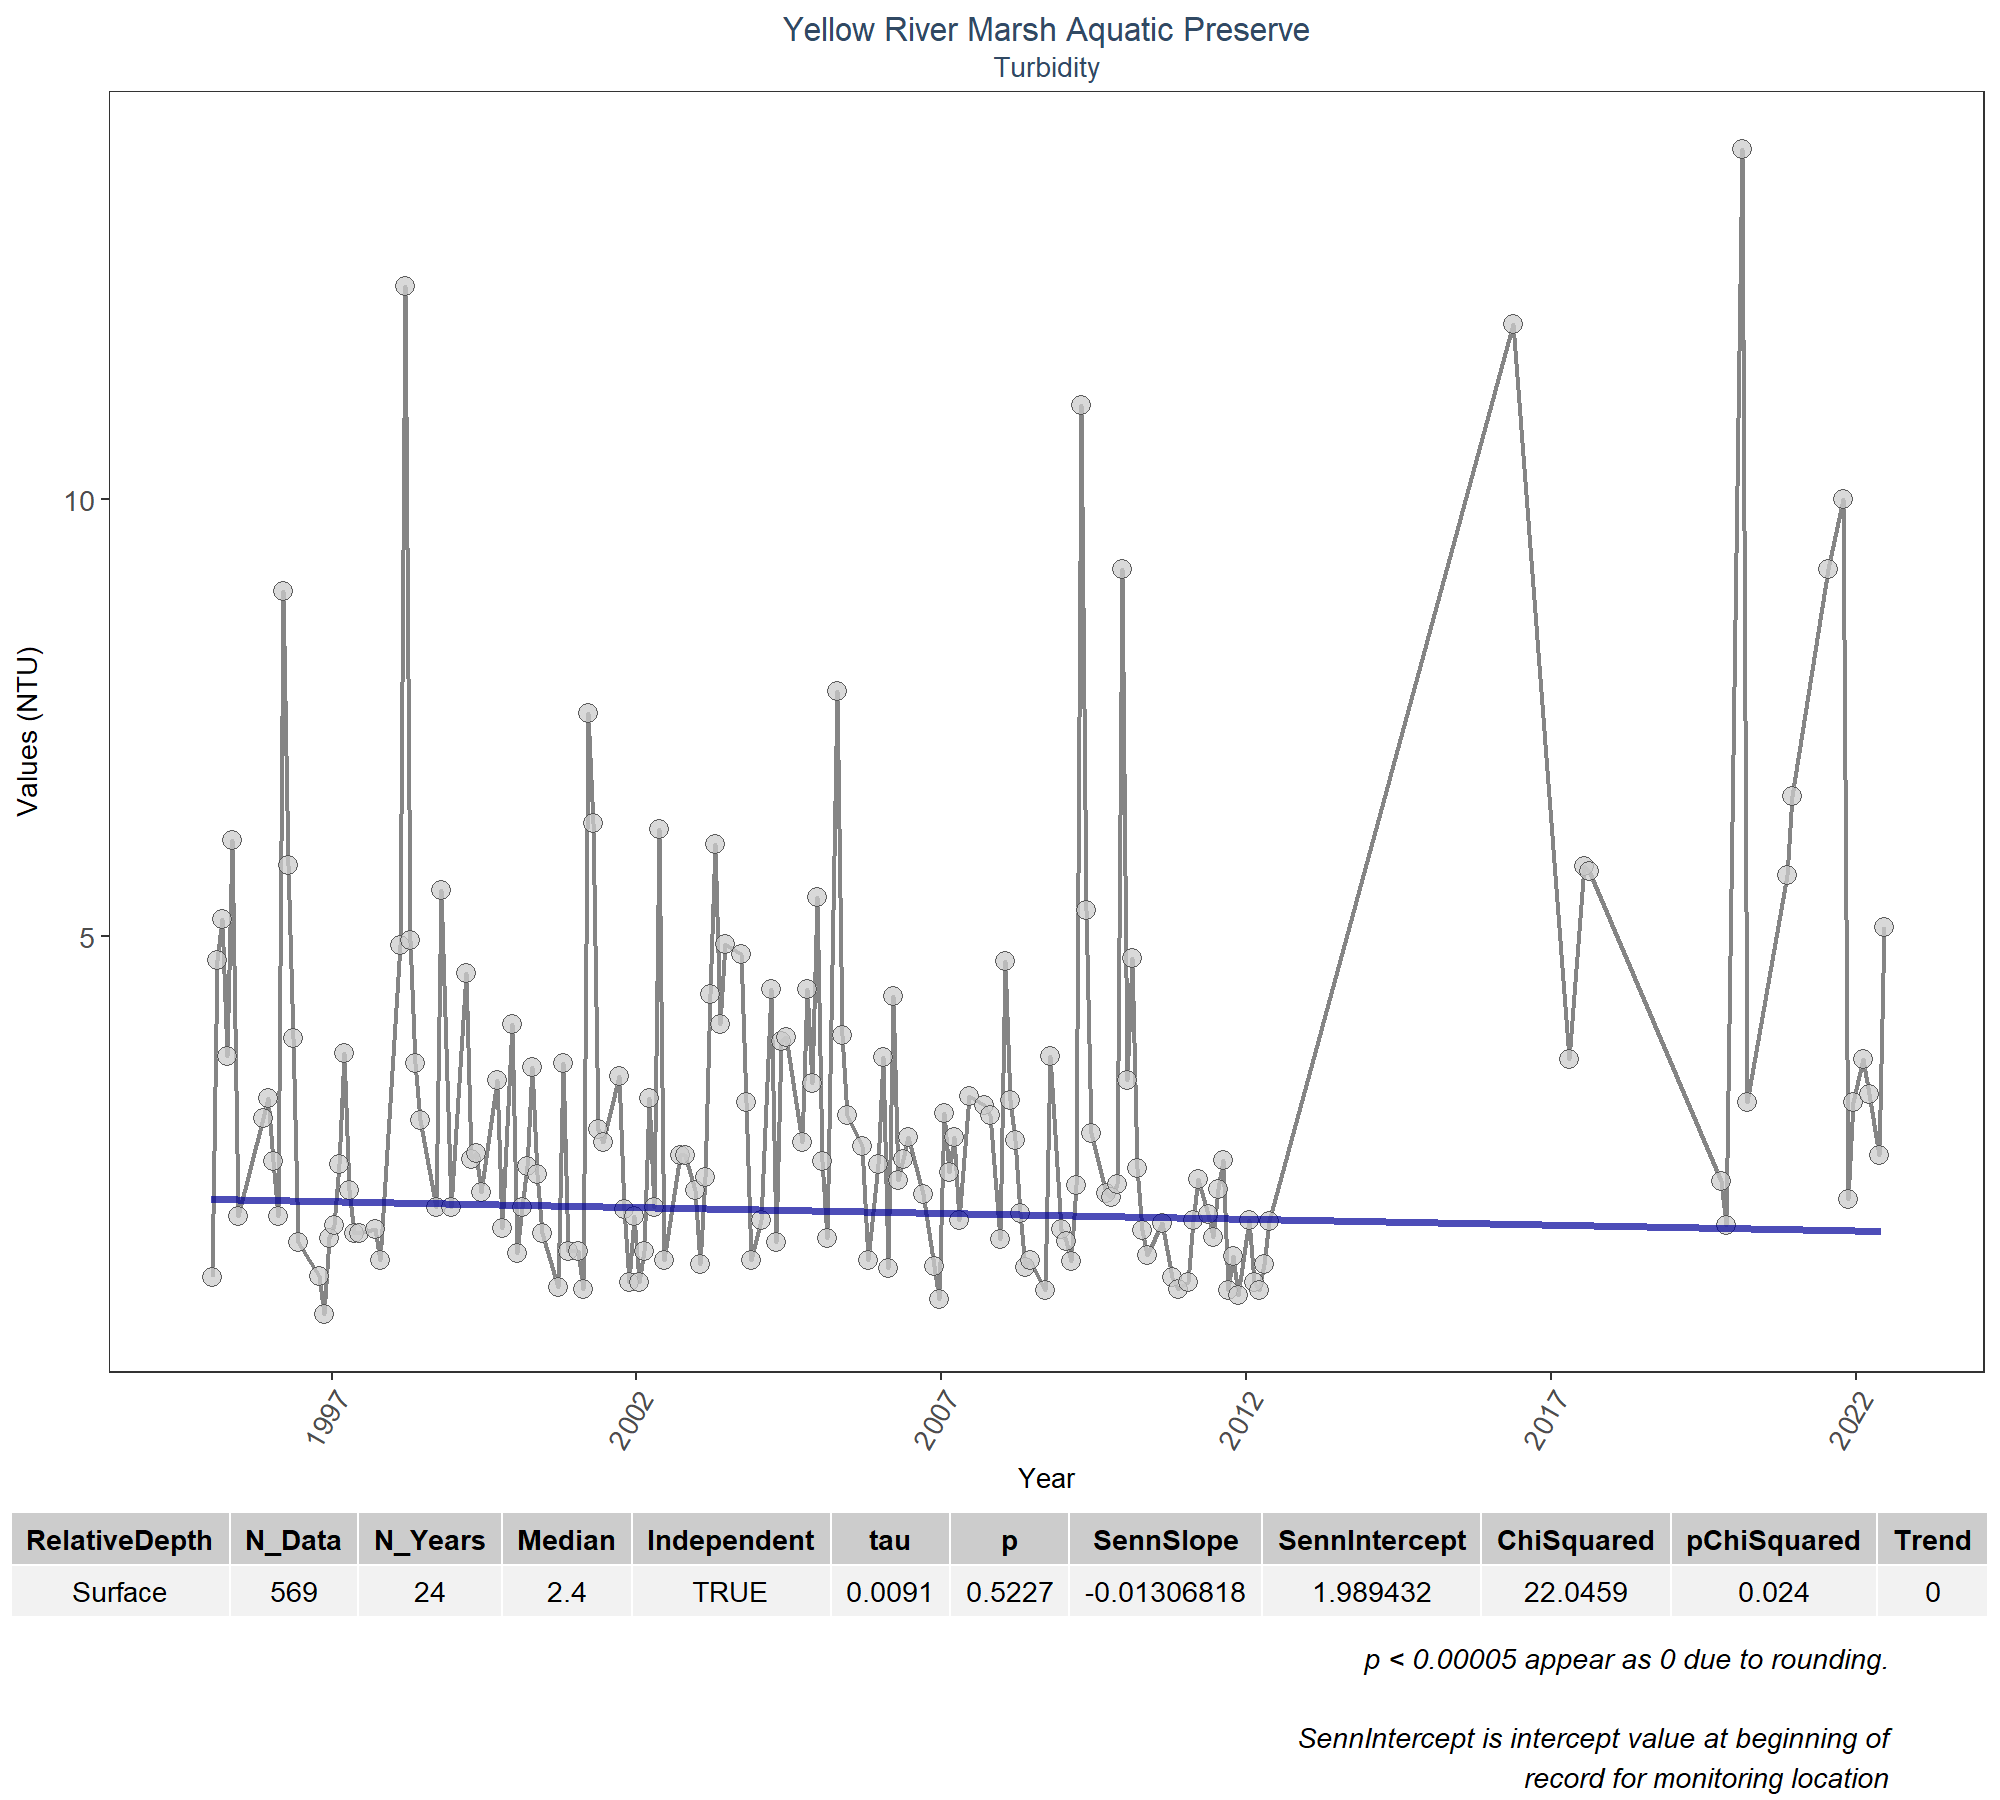 Yellow River Marsh Aquatic Preserve
Turbidity
10
5
Values (NTU)
1997 2002 2007 2012 2017 2022
Year
RelativeDepth N_Data N_Years Median Independent tau p SennSlope SennIntercept ChiSquared pChiSquared Trend
Surface 569 24 2.4 TRUE 0.0091 0.5227 -0.01306818 1.989432 22.0459 0.024 0
p < 0.00005 appear as 0 due to rounding.
SennIntercept is intercept value at beginning of
record for monitoring location